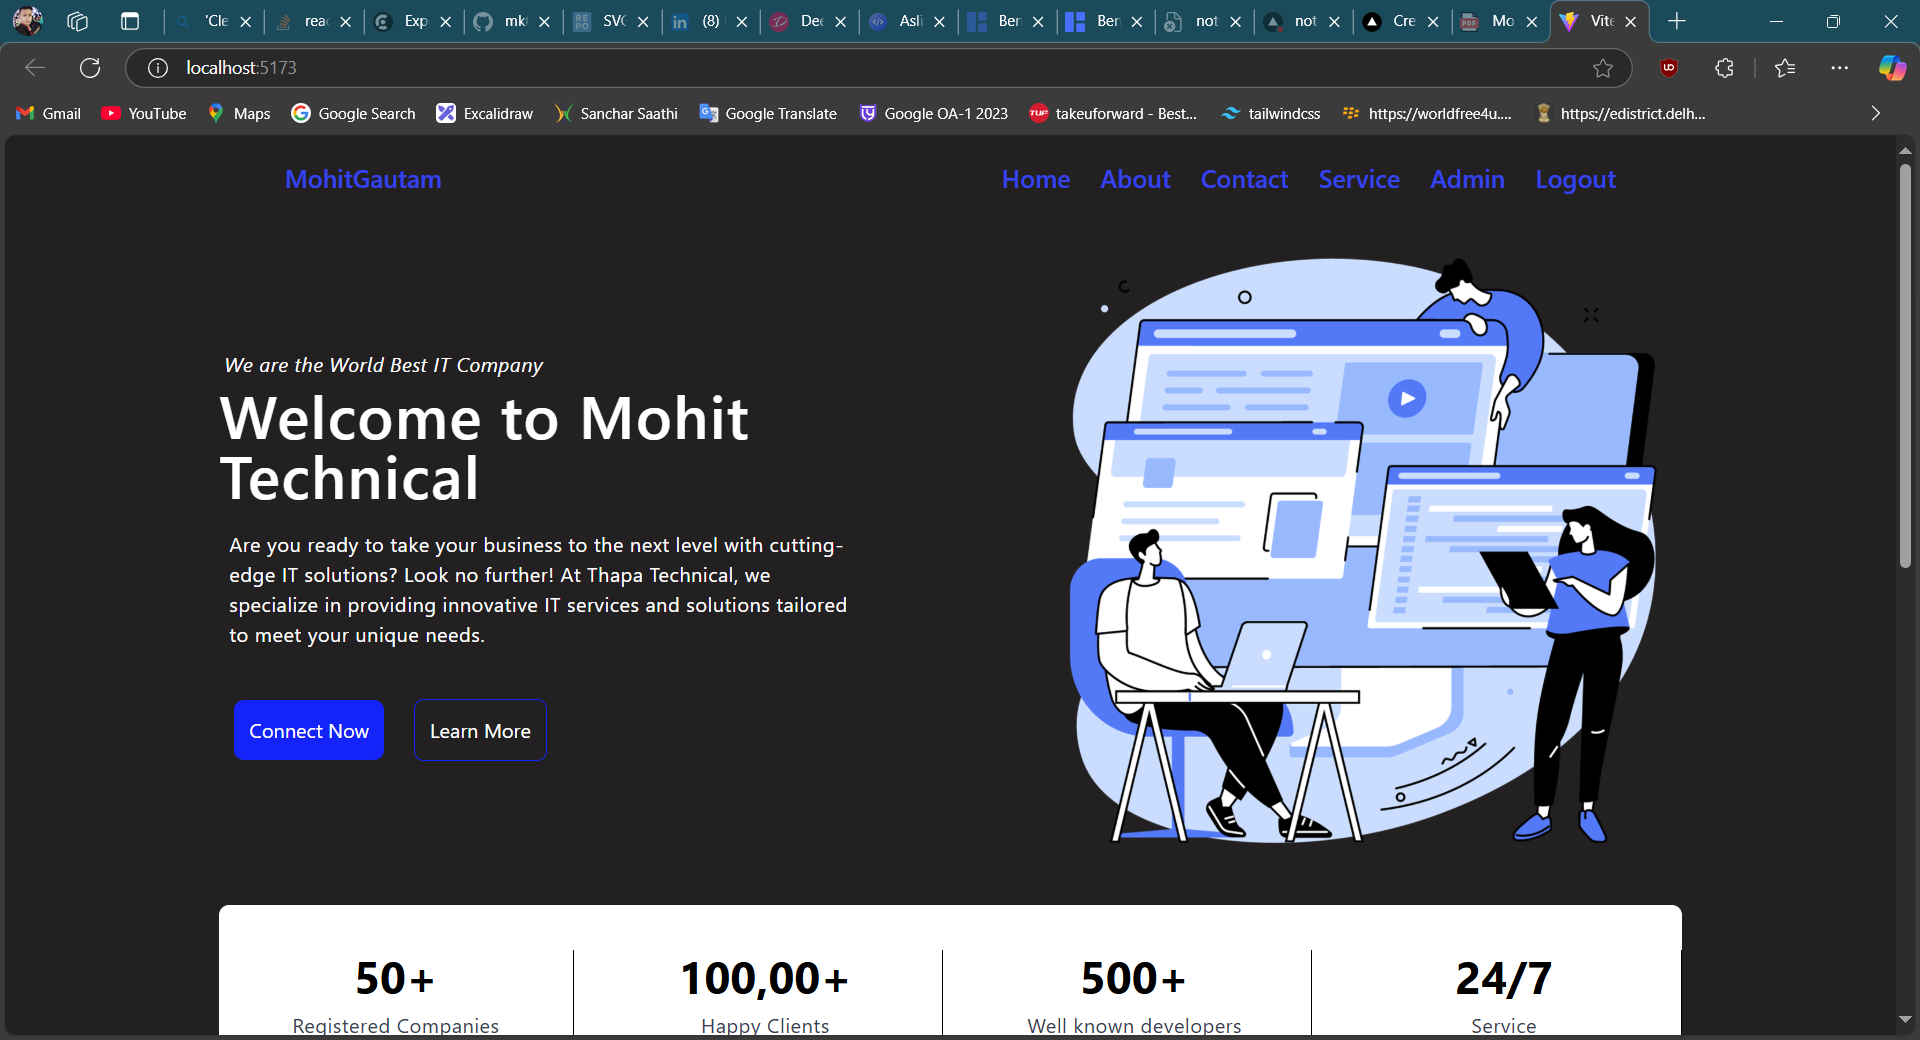 'Cle
rea
Exp
mk
SVG
(8)
De
Asli
Ben
Ben
not
not
Cre
Mo
Vite
localhost:5173
Gmail
YouTube
Maps
Google Search
Excalidraw
Sanchar Saathi
Google Translate
Google OA-1 2023
takeuforward - Best...
tailwindcss
https://worldfree4u....
https://edistrict.delh...
MohitGautam
Home About Contact Service Admin Logout
We are the World Best IT Company
Welcome to Mohit
Technical
Are you ready to take your business to the next level with cutting-
edge IT solutions? Look no further! At Thapa Technical, we
specialize in providing innovative IT services and solutions tailored
to meet your unique needs.
Connect Now
Learn More
50+
Registered Companies
100,00+
Happy Clients
500+
Well known developers
24/7
Service